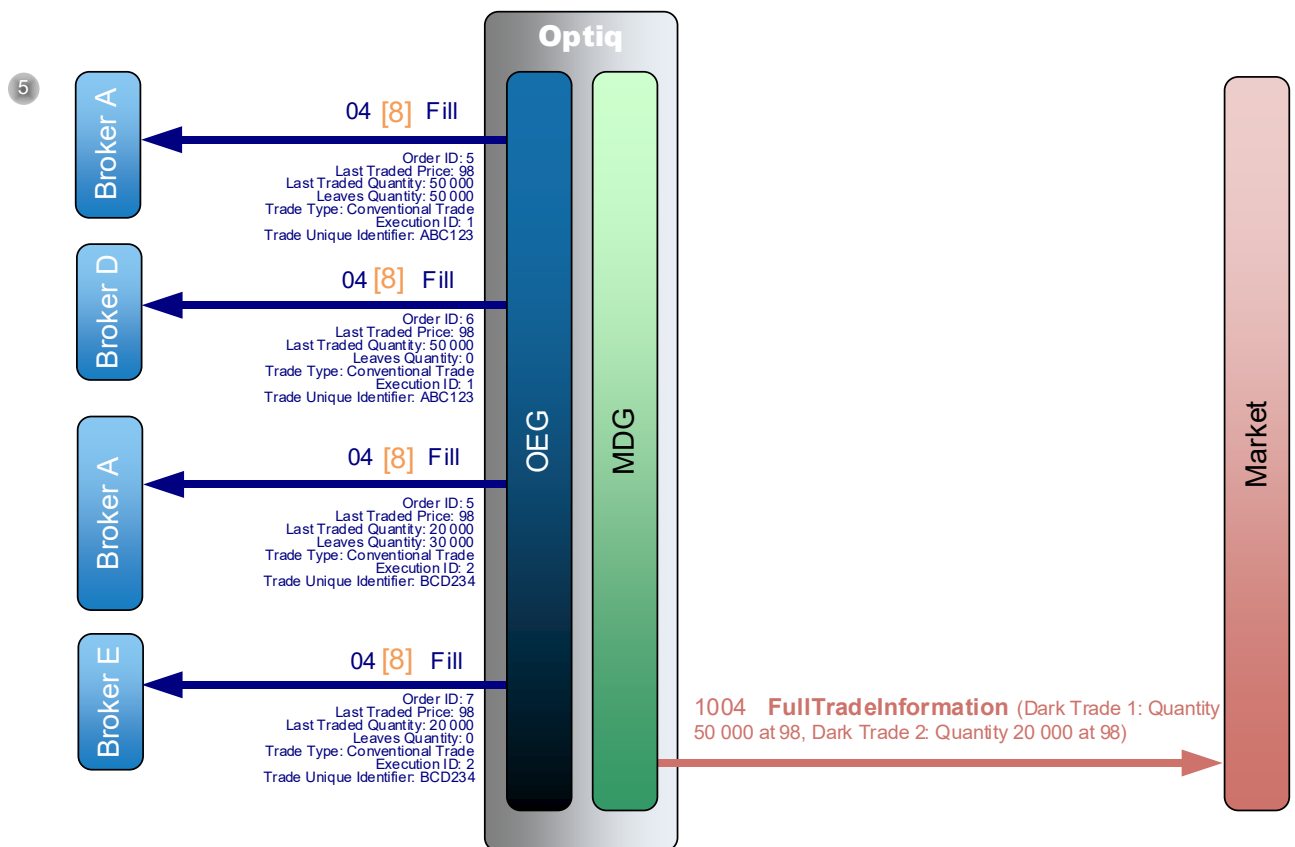 Optiq
5
Broker A
04 [8] Fill
Order ID: 5
Last Traded Price: 98
Last Traded Quantity: 50 000
Leaves Quantity: 50 000
Trade Type: Conventional Trade
Execution ID: 1
Trade Unique Identifier: ABC123
Broker D
04 [8] Fill
Order ID: 6
Last Traded Price: 98
Last Traded Quantity: 50 000
Leaves Quantity: 0
Trade Type: Conventional Trade
Execution ID: 1
Trade Unique Identifier: ABC123
Broker A
04 [8] Fill
Order ID: 5
Last Traded Price: 98
Last Traded Quantity: 20 000
Leaves Quantity: 30 000
Trade Type: Conventional Trade
Execution ID: 2
Trade Unique Identifier: BCD234
Broker E
04 [8] Fill
Order ID: 7
Last Traded Price: 98
Last Traded Quantity: 20 000
Leaves Quantity: 0
Trade Type: Conventional Trade
Execution ID: 2
Trade Unique Identifier: BCD234
OEG
MDG
1004 FullTradeInformation (Dark Trade 1: Quantity
50 000 at 98, Dark Trade 2: Quantity 20 000 at 98)
Market